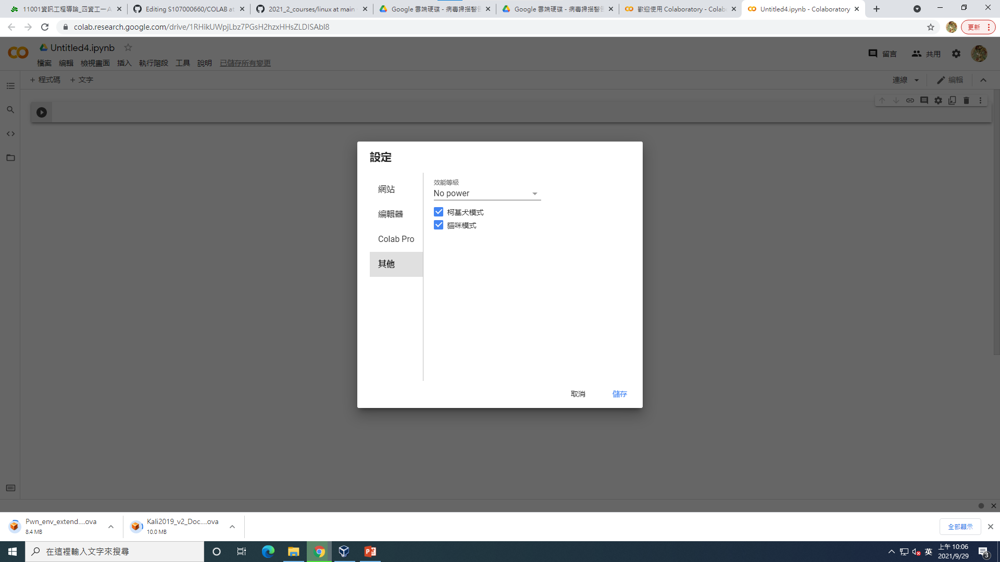 11001資訊工程導論_四資工一A
Editing S107000660/COLAB at
2021_2_courses/linux at main
Google 雲端硬碟 - 病毒掃描警告
Google 雲端硬碟 - 病毒掃描警告
歡迎使用 Colaboratory - Colab
Untitled4.ipynb - Colaboratory
colab.research.google.com/drive/1RHikUWpjLbz7PGsH2hzxHHsZLDISAbI8
更新
Untitled4.ipynb
留言
共用
檔案 編輯 檢視畫面 插入 執行階段 工具 說明 已儲存所有變更
+ 程式碼 + 文字
連線
編輯
設定
網站
編輯器
Colab Pro
其他
效能等級
No power
柯基犬模式
貓咪模式
取消
儲存
Pwn_env_extend....ova
8.4 MB
Kali2019_v2_Doc....ova
10.0 MB
全部顯示
在這裡輸入文字來搜尋
英
上午 10:06
2021/9/29
3